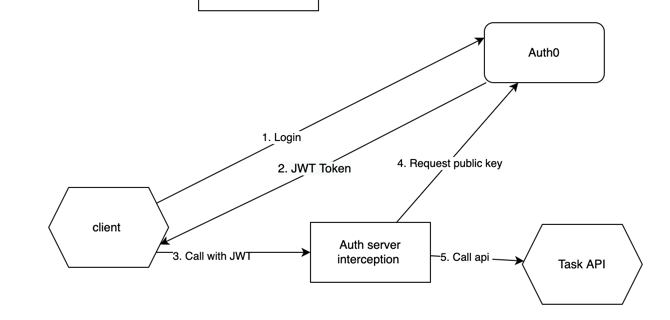 Auth0
1. Login
2. JWT Token
4. Request public key
client
3. Call with JWT
Auth server
interception
5. Call api
Task API